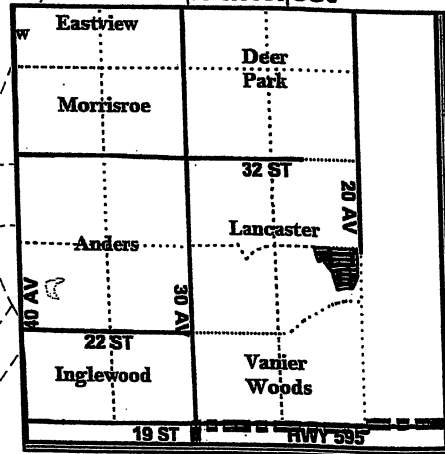 Eastview
w
Deer
Park
Morrisroe
32 ST
20 AV
Lancaster
Anders
40 AV
30 AV
22 ST
Inglewood
Vanier
Woods
19 ST
HWY 595